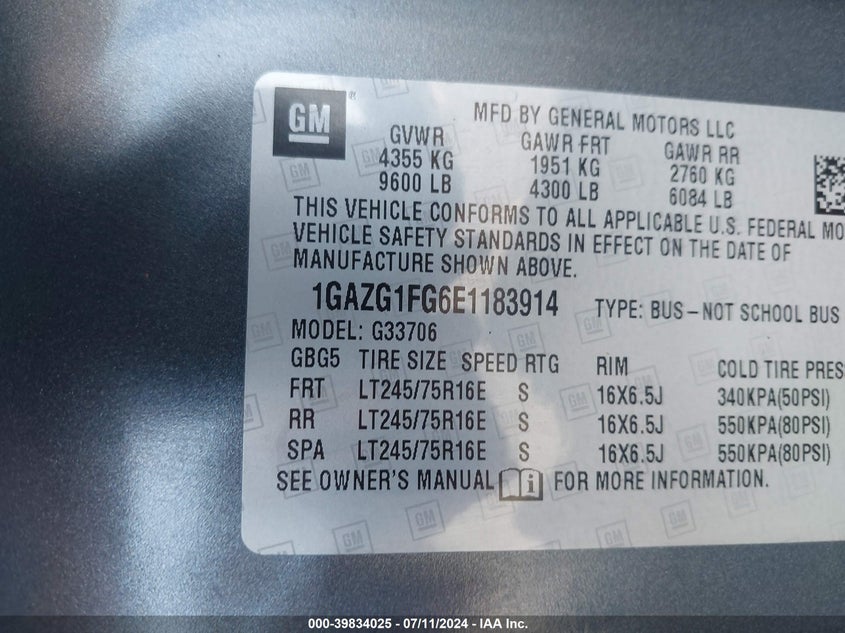 GM ®
MFD BY GENERAL MOTORS LLC
GVWR GAWR FRT GAWR RR
4355 KG 1951 KG 2760 KG
9600 LB 4300 LB 6084 LB
THIS VEHICLE CONFORMS TO ALL APPLICABLE U.S. FEDERAL MO
VEHICLE SAFETY STANDARDS IN EFFECT ON THE DATE OF
MANUFACTURE SHOWN ABOVE.
1GAZG1FG6E1183914 TYPE: BUS-NOT SCHOOL BUS
MODEL: G33706
GBG5 TIRE SIZE SPEED RTG RIM COLD TIRE PRES
FRT LT245/75R16E S 16X6.5J 340KPA(50PSI)
RR LT245/75R16E S 16X6.5J 550KPA(80PSI)
SPA LT245/75R16E S 16X6.5J 550KPA(80PSI)
SEE OWNER'S MANUAL i FOR MORE INFORMATION.
000-39834025 - 07/11/2024 - IAA Inc.